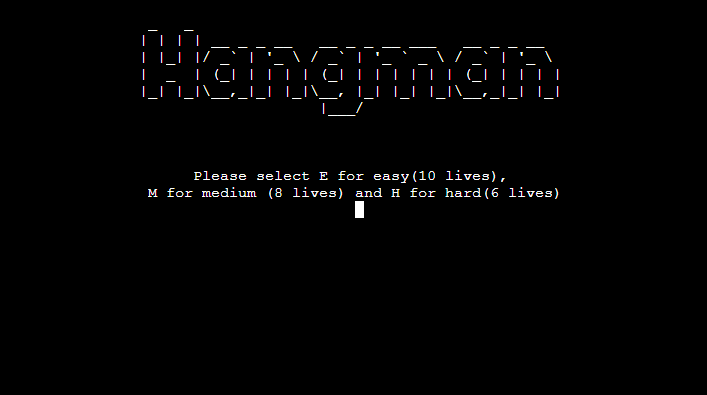 Hangman
Please select E for easy(10 lives),
M for medium (8 lives) and H for hard(6 lives)